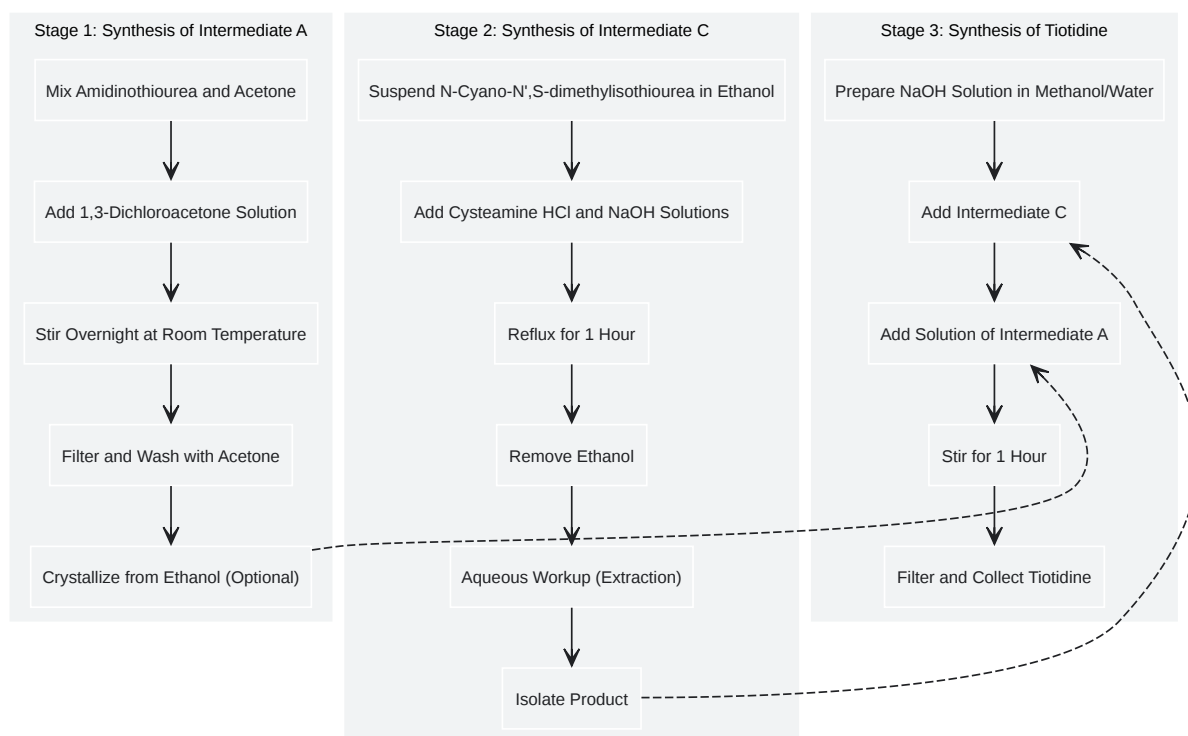 Stage 1: Synthesis of Intermediate A
Mix Amidinothiourea and Acetone
Add 1,3-Dichloroacetone Solution
Stir Overnight at Room Temperature
Filter and Wash with Acetone
Crystallize from Ethanol (Optional)
Stage 2: Synthesis of Intermediate C
Suspend N-Cyano-N',S-dimethylisothiourea in Ethanol
Add Cysteamine HCl and NaOH Solutions
Reflux for 1 Hour
Remove Ethanol
Aqueous Workup (Extraction)
Isolate Product
Stage 3: Synthesis of Tiotidine
Prepare NaOH Solution in Methanol/Water
Add Intermediate C
Add Solution of Intermediate A
Stir for 1 Hour
Filter and Collect Tiotidine